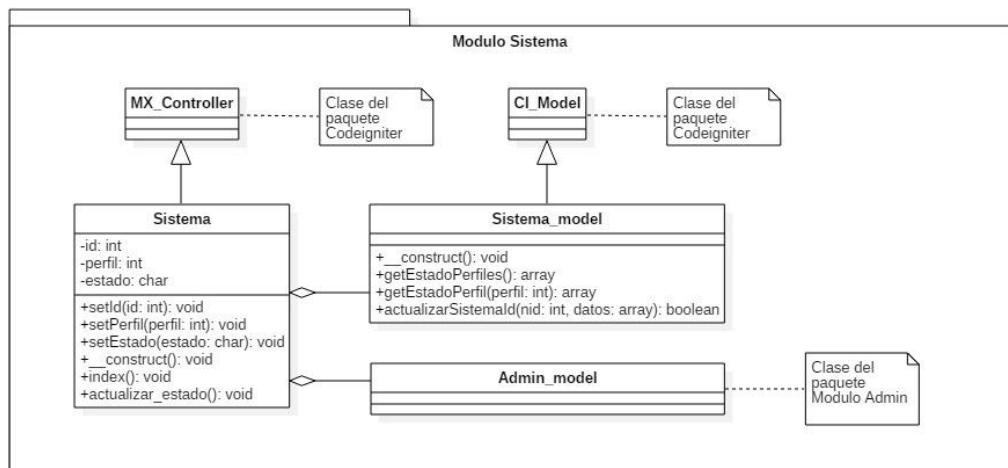 Modulo Sistema
MX_Controller
Clase del
paquete
Codeigniter
CI_Model
Clase del
paquete
Codeigniter
Sistema
-id: int
-perfil: int
-estado: char
+setId(id: int): void
+setPerfil(perfil: int): void
+setEstado(estado: char): void
+__construct(): void
+index(): void
+actualizar_estado(): void
Sistema_model
+__construct(): void
+getEstadoPerfiles(): array
+getEstadoPerfil(perfil: int): array
+actualizarSistemaId(nid: int, datos: array): boolean
Admin_model
Clase del
paquete
Modulo Admin